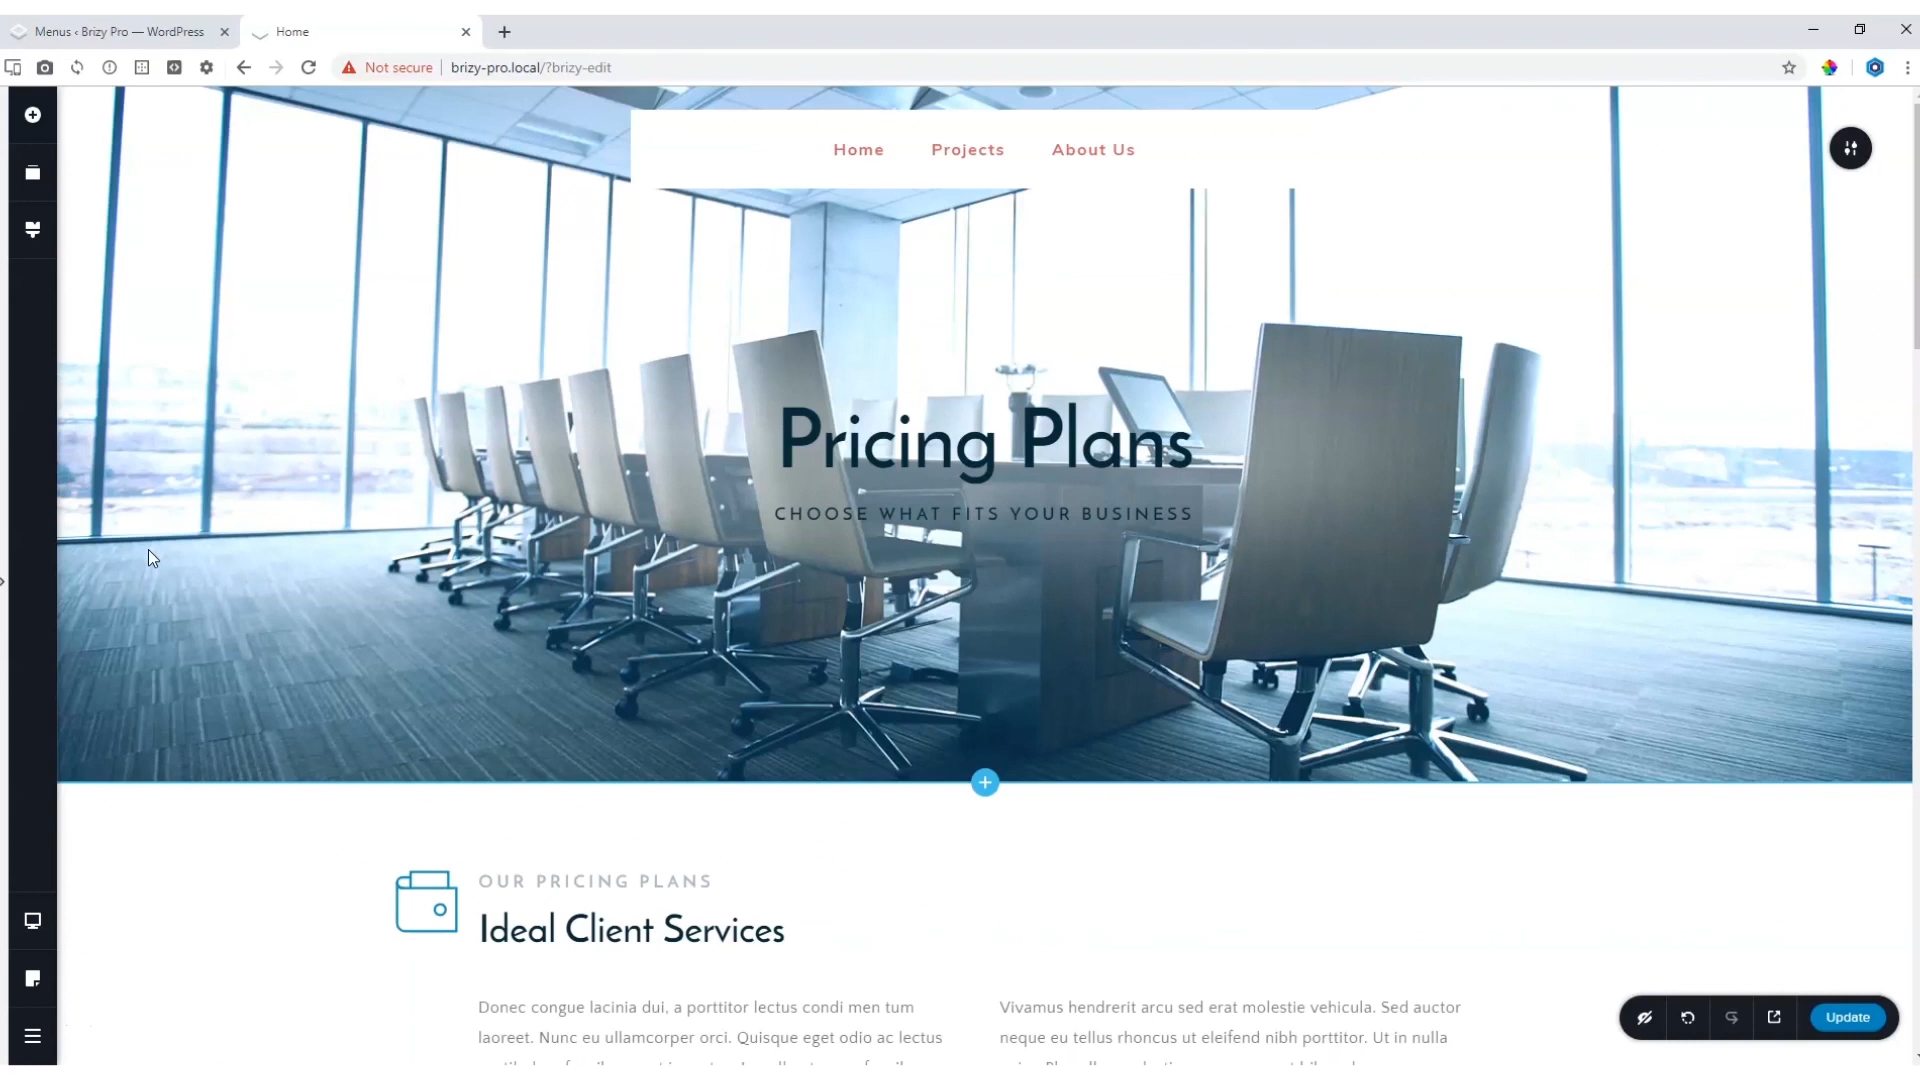 Menus ‹ Brizy Pro — WordPress
Home
Not secure
brizy-pro.local/?brizy-edit
Home
Projects
About Us
Pricing Plans
CHOOSE WHAT FITS YOUR BUSINESS
OUR PRICING PLANS
Ideal Client Services
Donec congue lacinia dui, a porttitor lectus condi men tum
laoreet. Nunc eu ullamcorper orci. Quisque eget odio ac lectus
Vivamus hendrerit arcu sed erat molestie vehicula. Sed auctor
neque eu tellus rhoncus ut eleifend nibh porttitor. Ut in nulla
Update